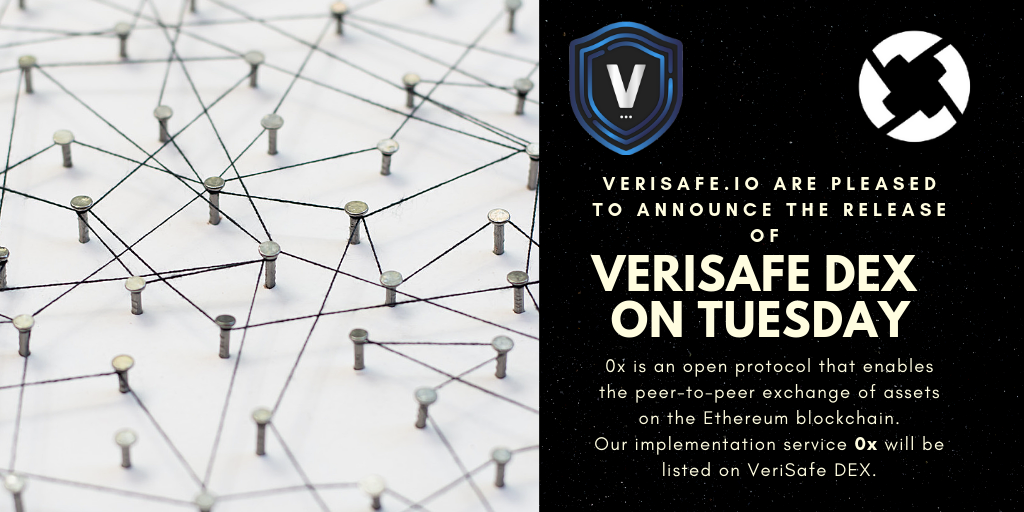 V
VERISAFE.IO ARE PLEASED
TO ANNOUNCE THE RELEASE
OF
VERISAFE DEX
ON TUESDAY
0x is an open protocol that enables
the peer-to-peer exchange of assets
on the Ethereum blockchain.
Our implementation service 0x will be
listed on VeriSafe DEX.